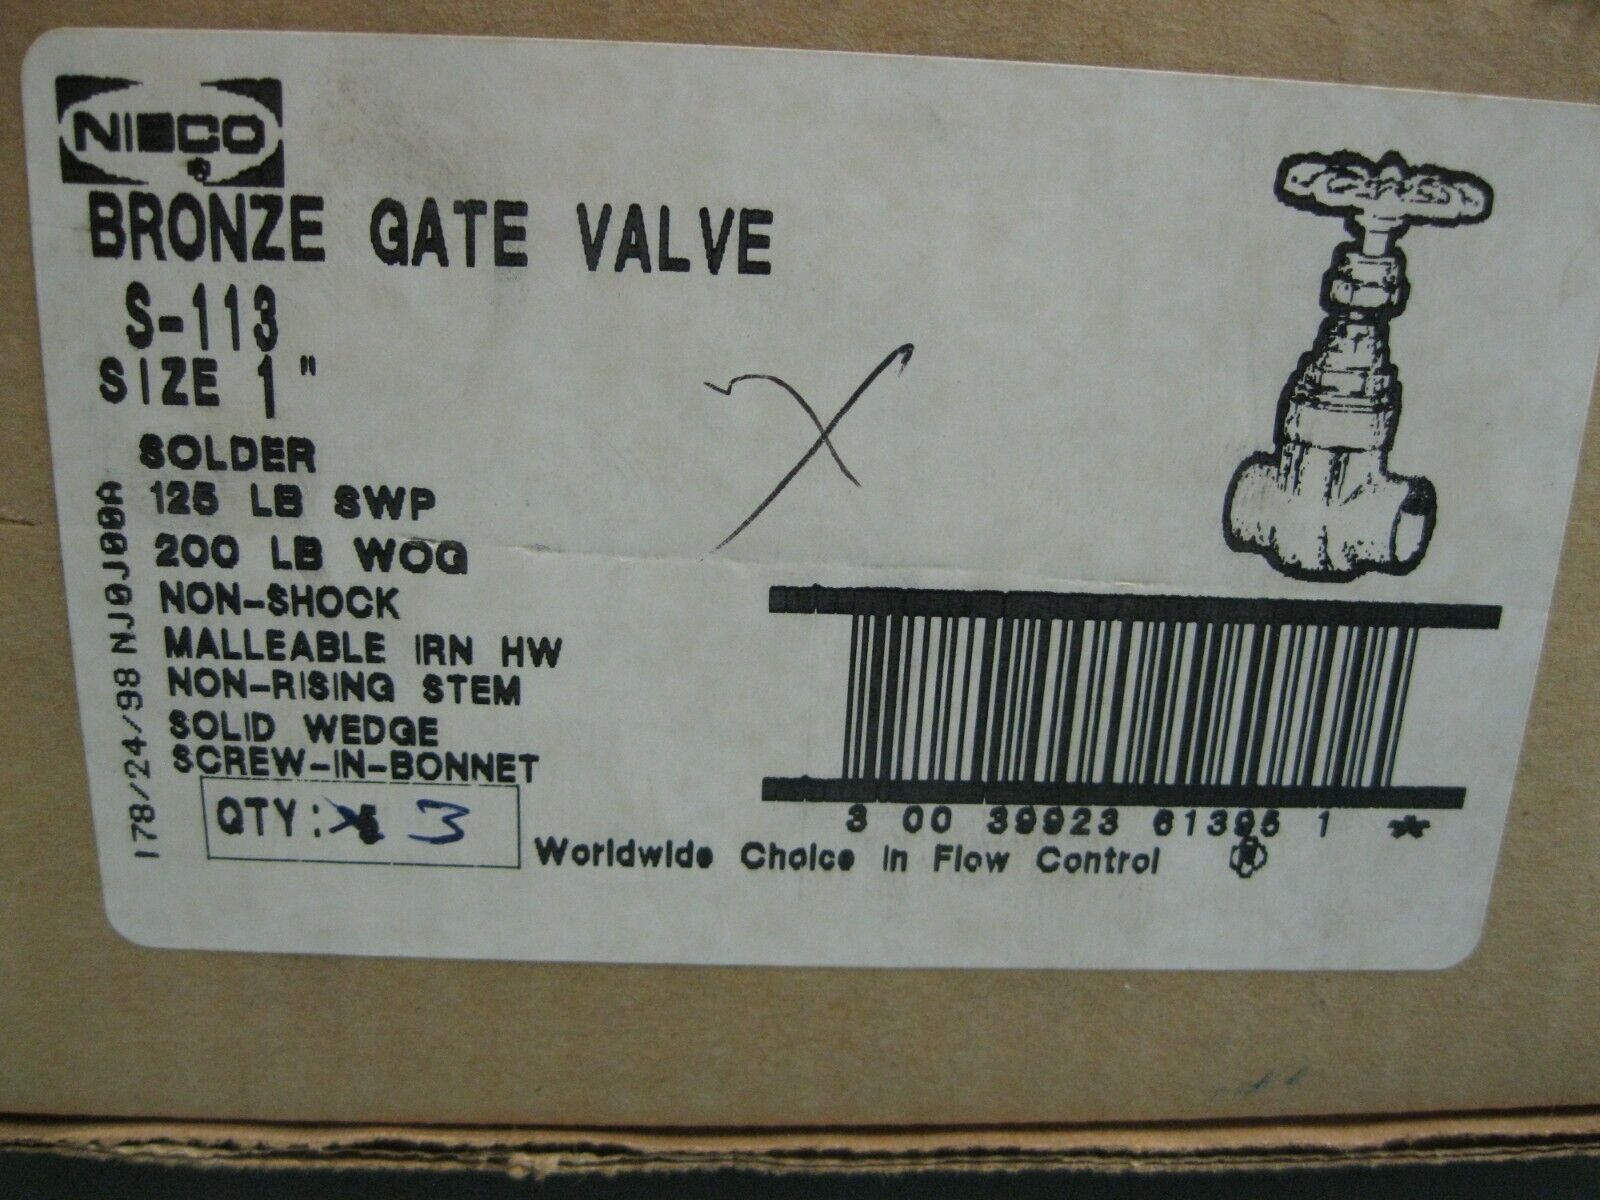 NIBCO
®
BRONZE GATE VALVE
S-113
SIZE 1"
SOLDER
125 LB SWP
200 LB WOG
NON-SHOCK
MALLEABLE IRN HW
NON-RISING STEM
SOLID WEDGE
SCREW-IN-BONNET
QTY: 3
3 00 39923 61395 1 *
Worldwide Choice in Flow Control ®
178/24/98 NJ0J00A